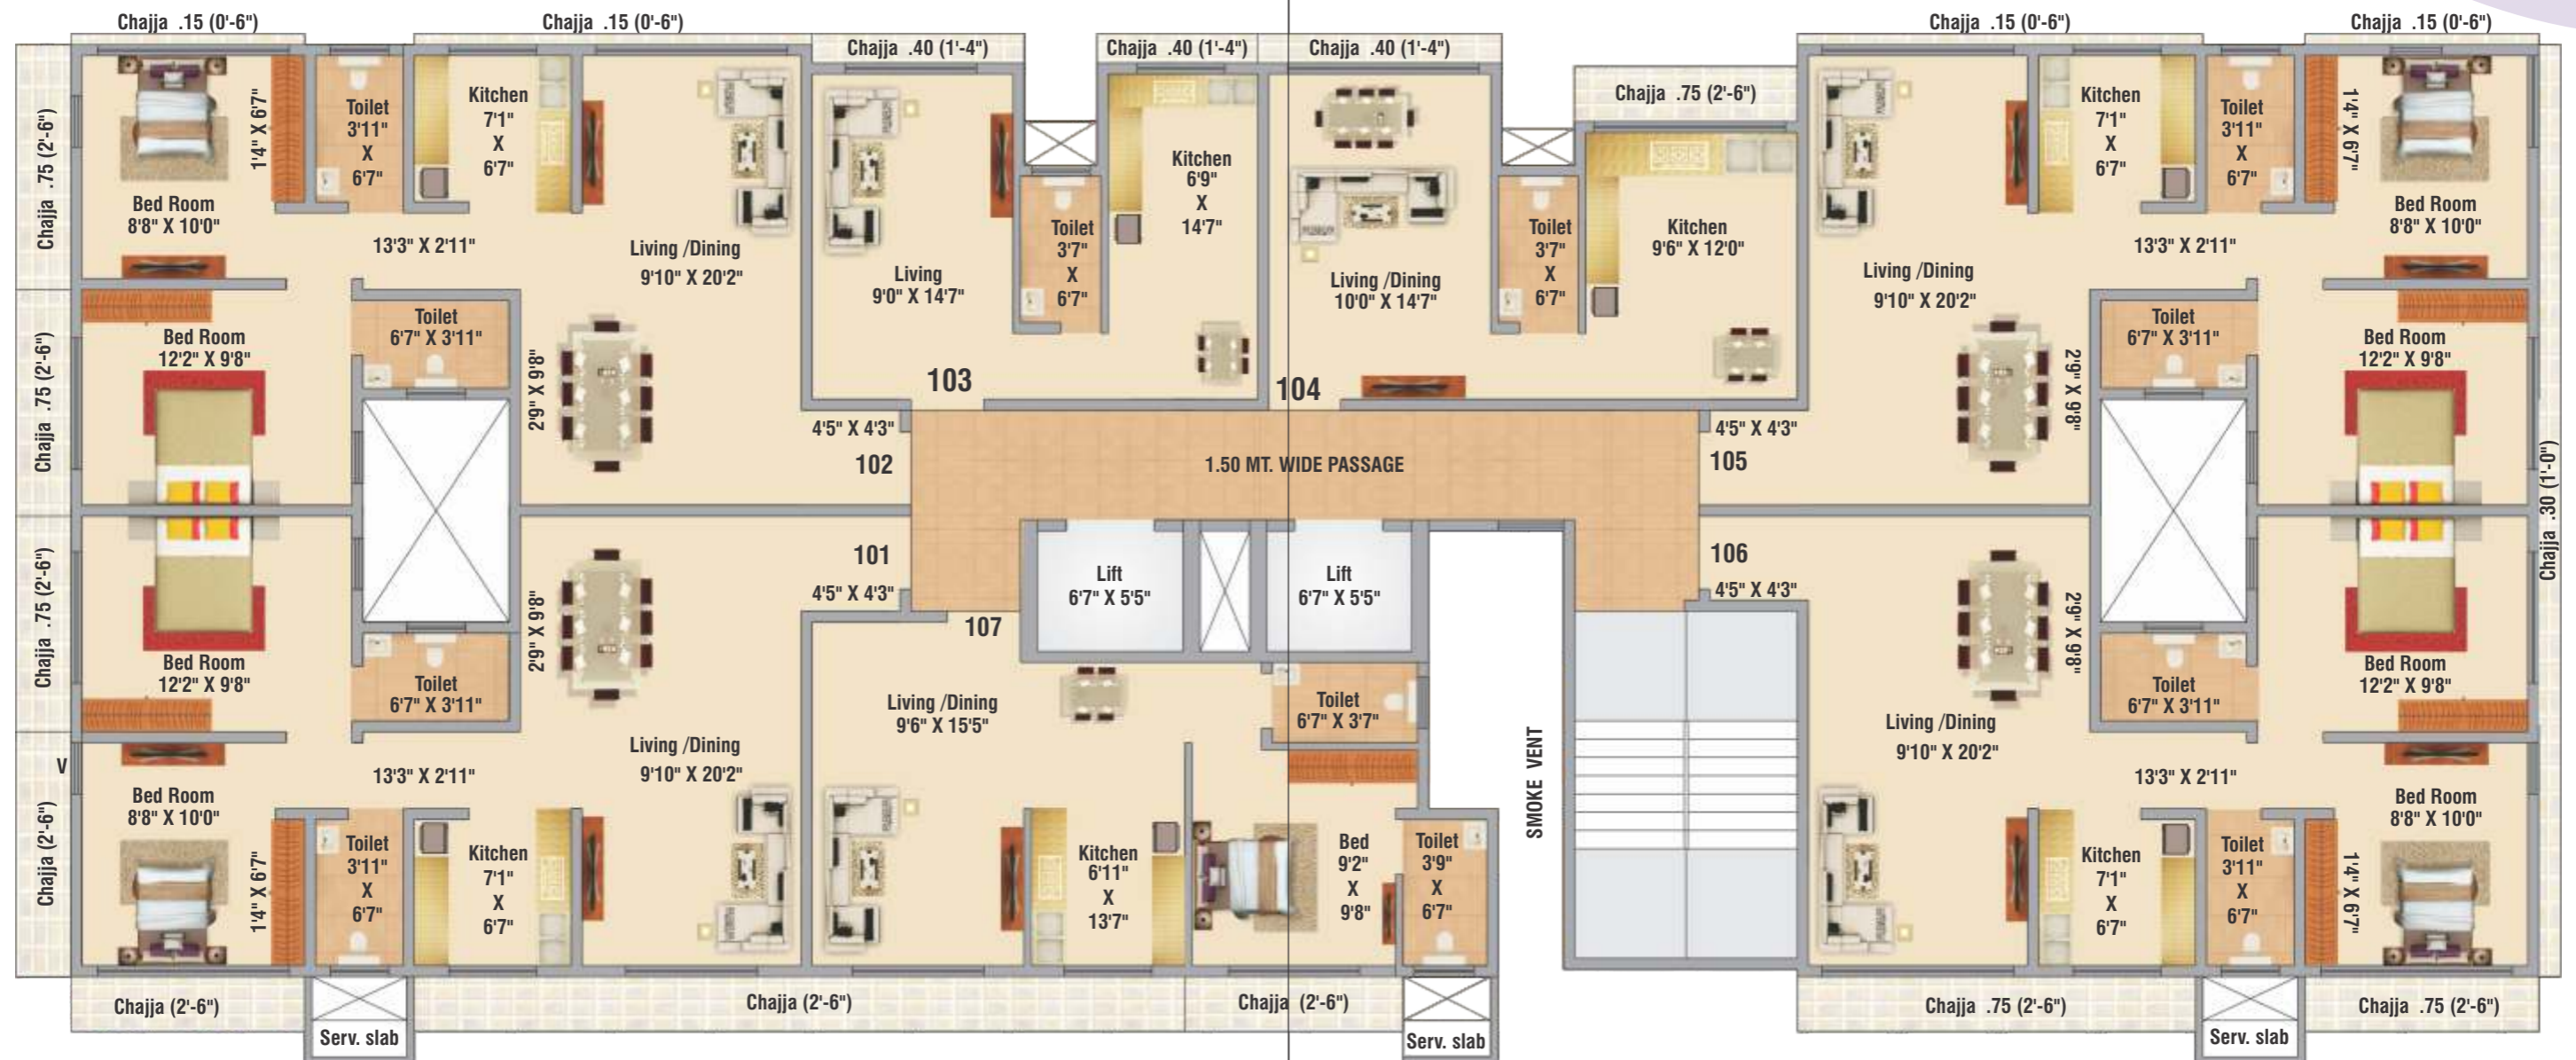 Chajja .15 (0'-6")
Chajja .15 (0'-6")
Chajja .40 (1'-4")
Chajja .40 (1'-4")
Chajja .40 (1'-4")
Chajja .75 (2'-6")
Chajja .15 (0'-6")
Chajja .15 (0'-6")
Chajja .75 (2'-6")
Bed Room
8'8" X 10'0"
1'4" X 6'7"
Toilet
3'11"
X
6'7"
Kitchen
7'1"
X
6'7"
13'3" X 2'11"
Living /Dining
9'10" X 20'2"
Living
9'0" X 14'7"
Toilet
3'7"
X
6'7"
Kitchen
6'9"
X
14'7"
103
Living /Dining
10'0" X 14'7"
104
Toilet
3'7"
X
6'7"
Kitchen
9'6" X 12'0"
Living /Dining
9'10" X 20'2"
Kitchen
7'1"
X
6'7"
Toilet
3'11"
X
6'7"
1'4" X 6'7"
Bed Room
8'8" X 10'0"
13'3" X 2'11"
Chajja .75 (2'-6")
Bed Room
12'2" X 9'8"
Toilet
6'7" X 3'11"
2'9" X 9'8"
4'5" X 4'3"
102
1.50 MT. WIDE PASSAGE
4'5" X 4'3"
105
2'9" X 9'8"
Toilet
6'7" X 3'11"
Bed Room
12'2" X 9'8"
Chajja .30 (1'-0")
Chajja .75 (2'-6")
Bed Room
12'2" X 9'8"
Toilet
6'7" X 3'11"
2'9" X 9'8"
101
4'5" X 4'3"
107
Lift
6'7" X 5'5"
Lift
6'7" X 5'5"
106
4'5" X 4'3"
2'9" X 9'8"
Toilet
6'7" X 3'11"
Bed Room
12'2" X 9'8"
V
Chajja (2'-6")
Bed Room
8'8" X 10'0"
13'3" X 2'11"
1'4" X 6'7"
Toilet
3'11"
X
6'7"
Kitchen
7'1"
X
6'7"
Living /Dining
9'10" X 20'2"
Living /Dining
9'6" X 15'5"
Toilet
6'7" X 3'7"
Kitchen
6'11"
X
13'7"
Bed
9'2"
X
9'8"
Toilet
3'9"
X
6'7"
SMOKE VENT
Living /Dining
9'10" X 20'2"
13'3" X 2'11"
Kitchen
7'1"
X
6'7"
Toilet
3'11"
X
6'7"
1'4" X 6'7"
Bed Room
8'8" X 10'0"
Chajja (2'-6")
Serv. slab
Chajja (2'-6")
Chajja (2'-6")
Serv. slab
Chajja .75 (2'-6")
Serv. slab
Chajja .75 (2'-6")